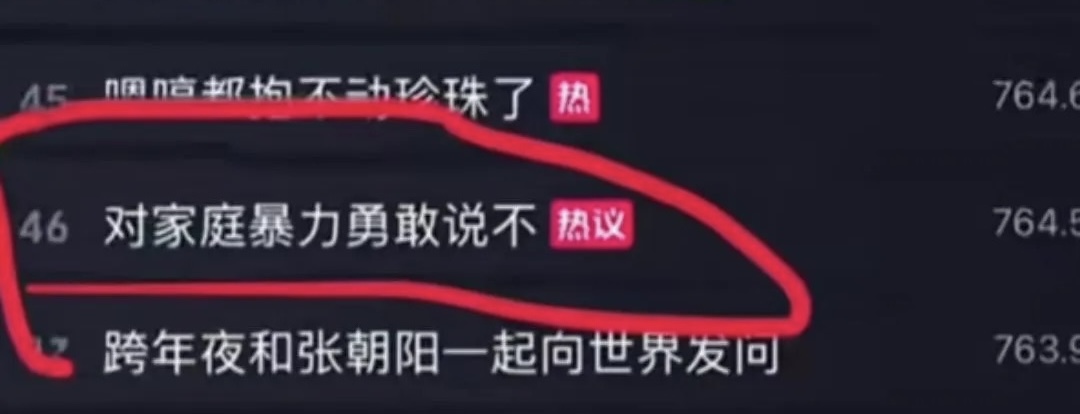 45 嗯哼都抱不动珍珠了 热 764.6
46 对家庭暴力勇敢说不 热议 764.5
跨年夜和张朝阳一起向世界发问 763.9